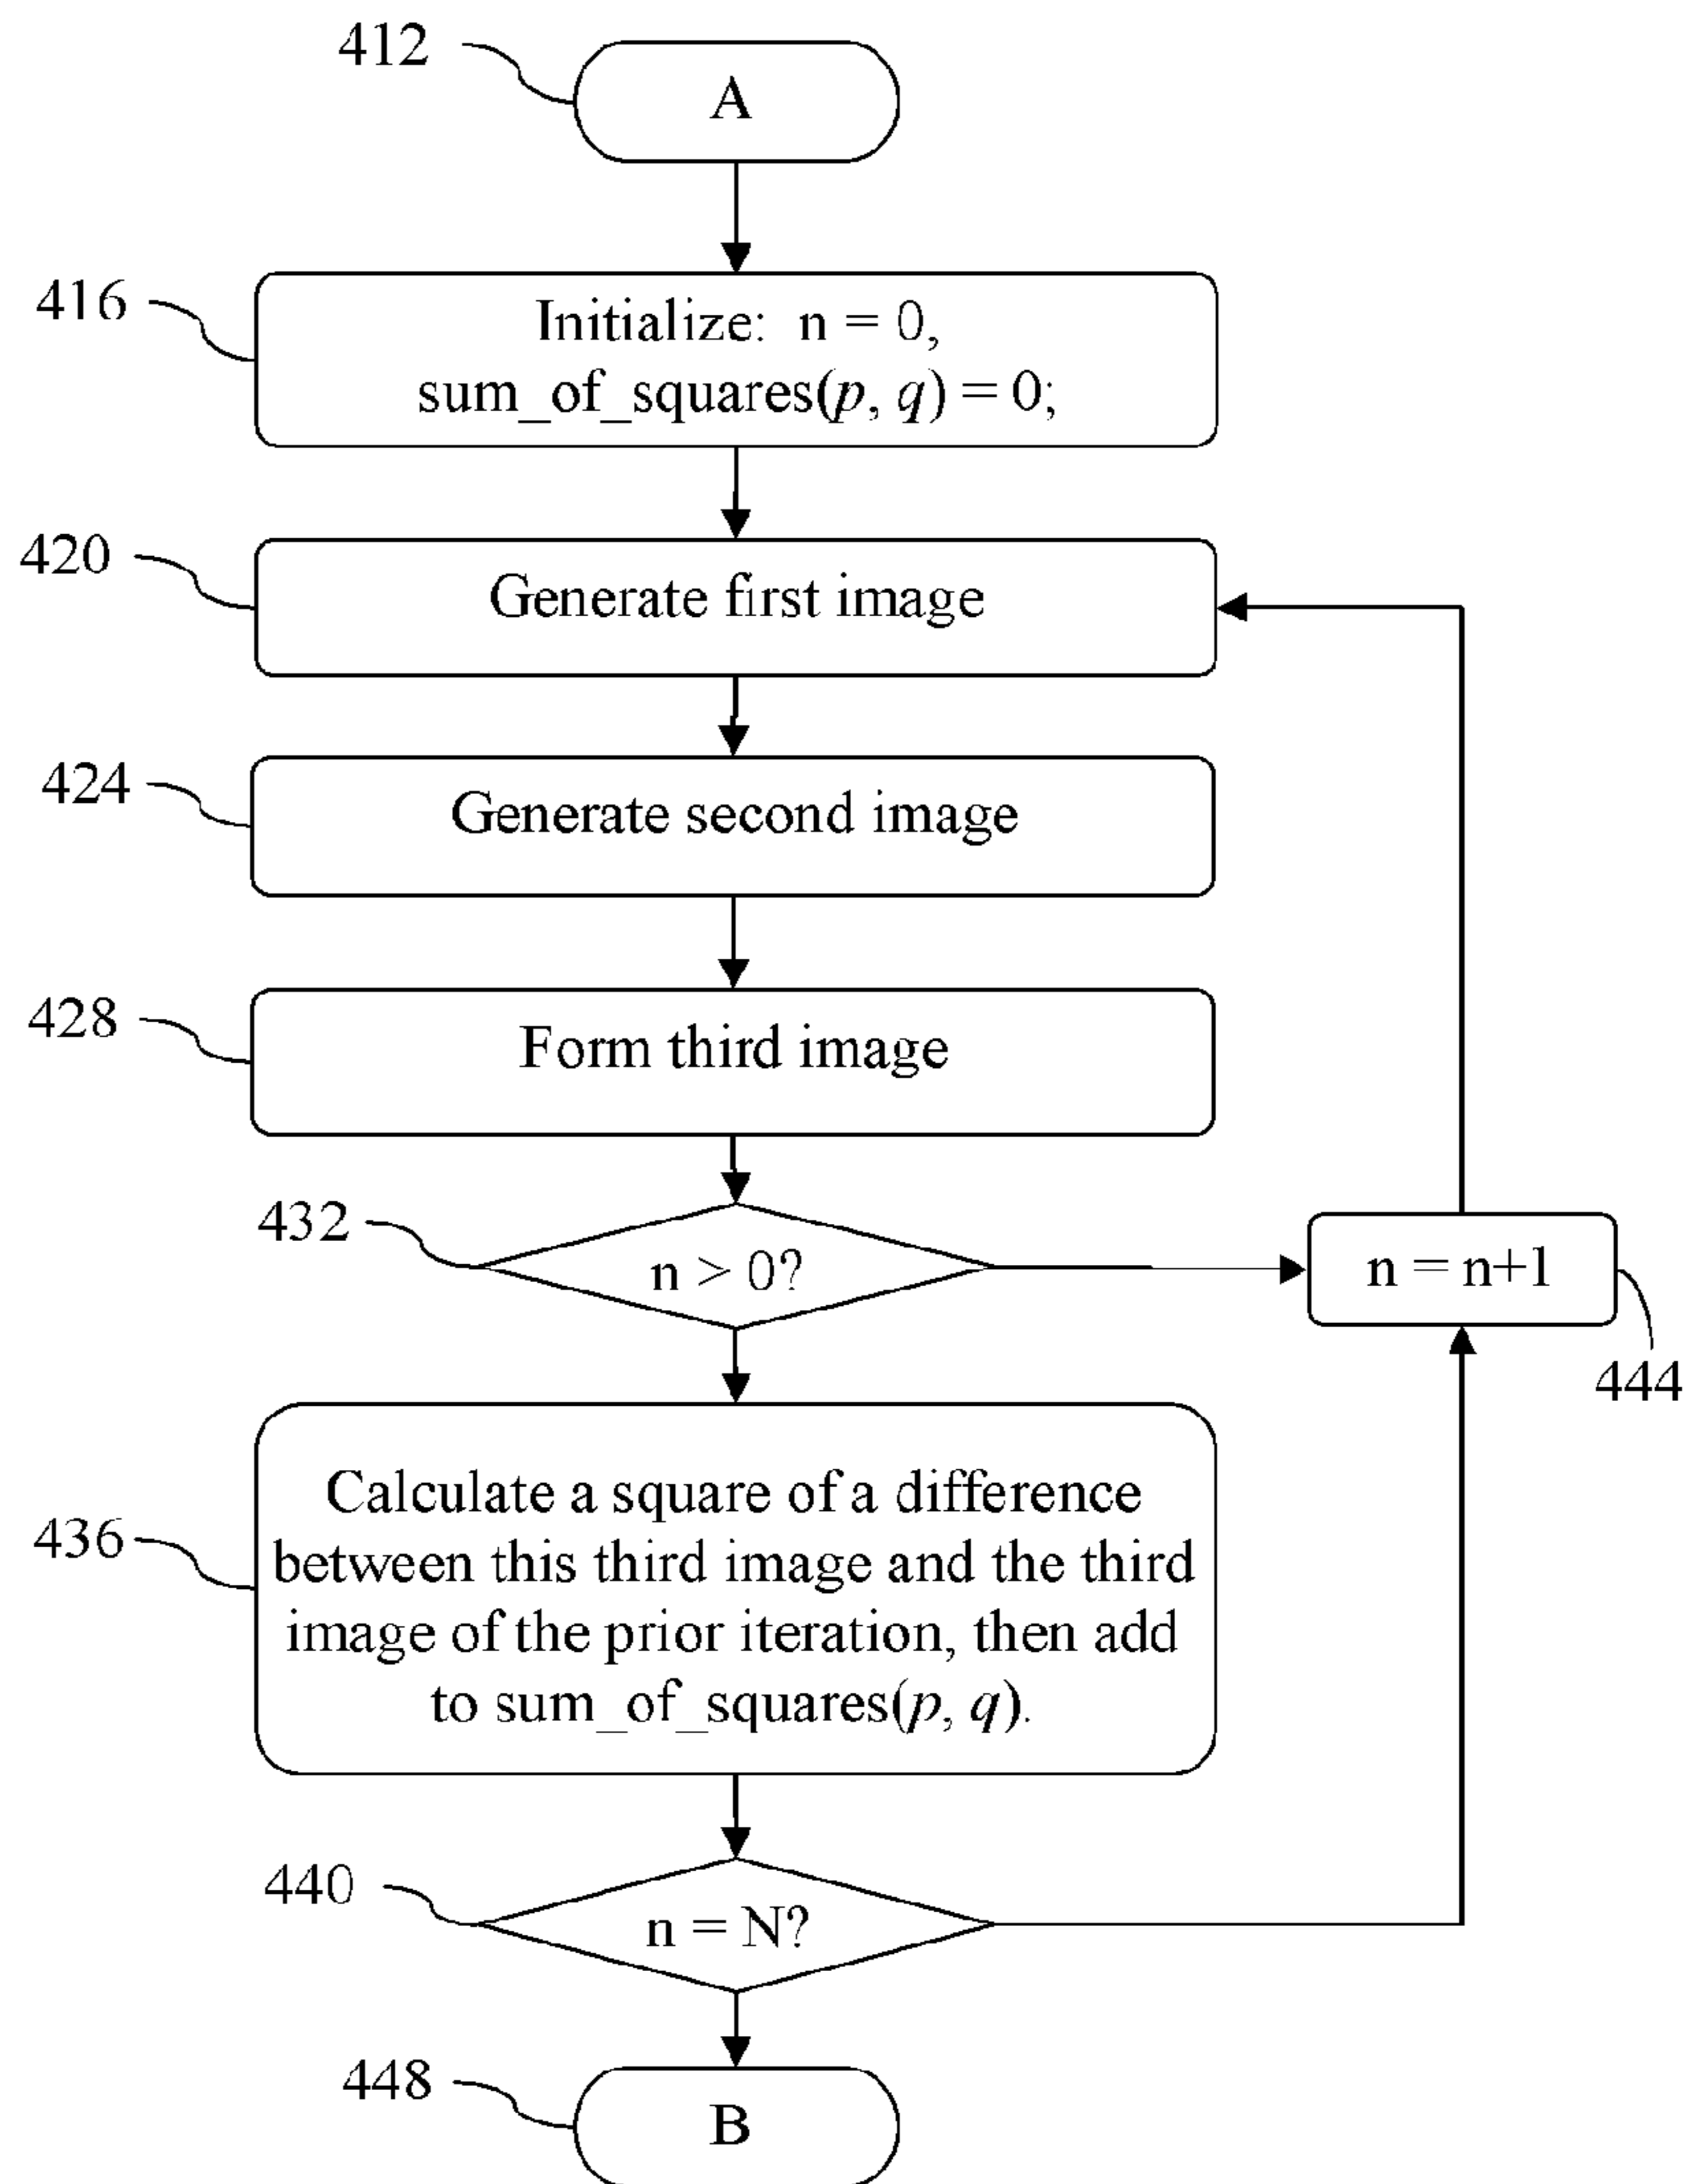 412
A
416
Initialize: n = 0,
sum_of_squares(p, q) = 0;
420
Generate first image
424
Generate second image
428
Form third image
432
n > 0?
n = n+1
444
436
Calculate a square of a difference
between this third image and the third
image of the prior iteration, then add
to sum_of_squares(p, q).
440
n = N?
448
B